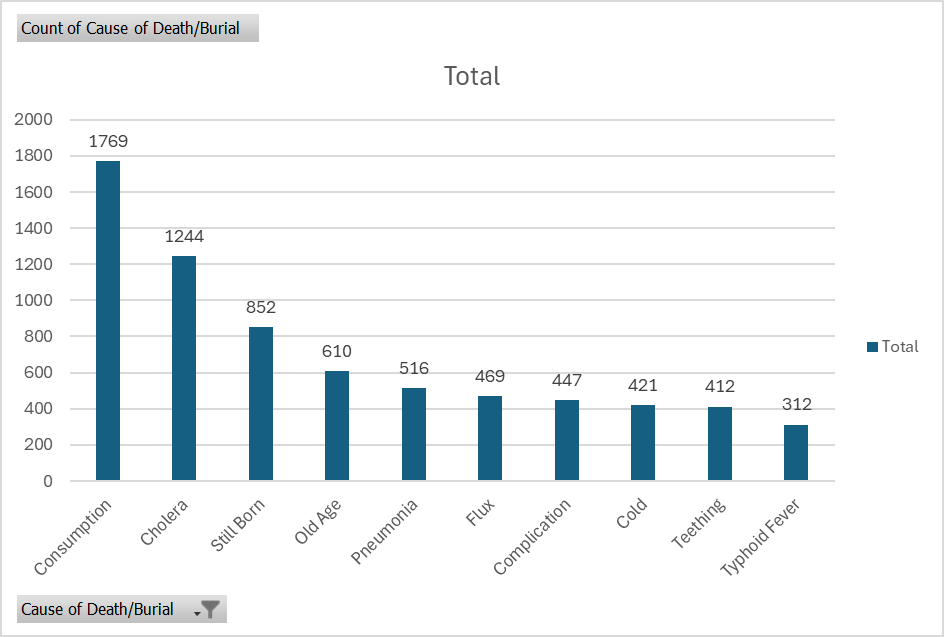 Count of Cause of Death/Burial
Total
2000
1800
1600
1400
1200
1000
800
600
400
200
0
1769
1244
852
610
516
469
447
421
412
312
Consumption
Cholera
Still Born
Old Age
Pneumonia
Flux
Complication
Cold
Teething
Typhoid Fever
Total
Cause of Death/Burial